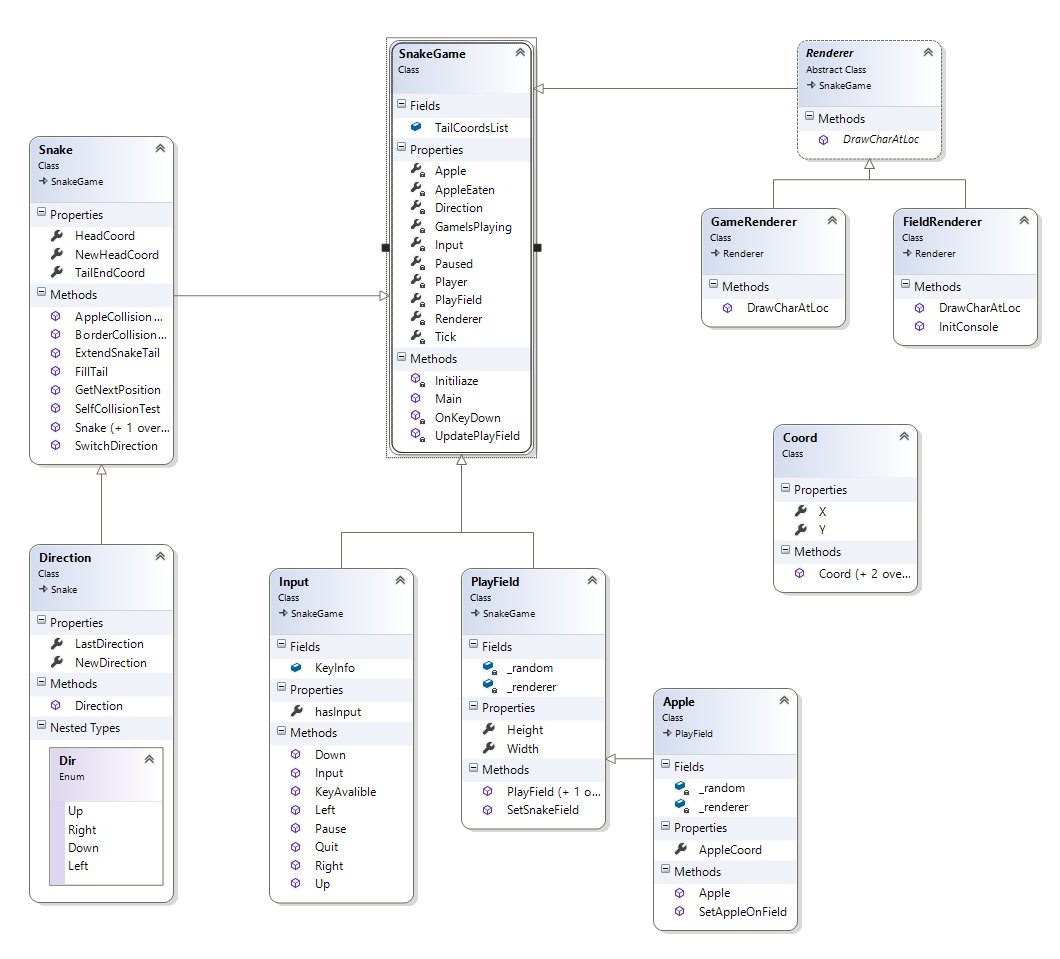 SnakeGame
Class
Fields
TailCoordsList
Properties
Apple
AppleEaten
Direction
GameIsPlaying
Input
Paused
Player
PlayField
Renderer
Tick
Methods
Initiliaze
Main
OnKeyDown
UpdatePlayField
Renderer
Abstract Class
SnakeGame
Methods
DrawCharAtLoc
Snake
Class
SnakeGame
Properties
HeadCoord
NewHeadCoord
TailEndCoord
Methods
AppleCollision ...
BorderCollision...
ExtendSnakeTail
FillTail
GetNextPosition
SelfCollisionTest
Snake (+ 1 over...
SwitchDirection
GameRenderer
Class
Renderer
Methods
DrawCharAtLoc
FieldRenderer
Class
Renderer
Methods
DrawCharAtLoc
InitConsole
Coord
Class
Properties
X
Y
Methods
Coord (+ 2 ove...
Direction
Class
Snake
Properties
LastDirection
NewDirection
Methods
Direction
Nested Types
Dir
Enum
Up
Right
Down
Left
Input
Class
SnakeGame
Fields
KeyInfo
Properties
hasInput
Methods
Down
Input
KeyAvalible
Left
Pause
Quit
Right
Up
PlayField
Class
SnakeGame
Fields
_random
_renderer
Properties
Height
Width
Methods
PlayField (+ 1 o...
SetSnakeField
Apple
Class
PlayField
Fields
_random
_renderer
Properties
AppleCoord
Methods
Apple
SetAppleOnField